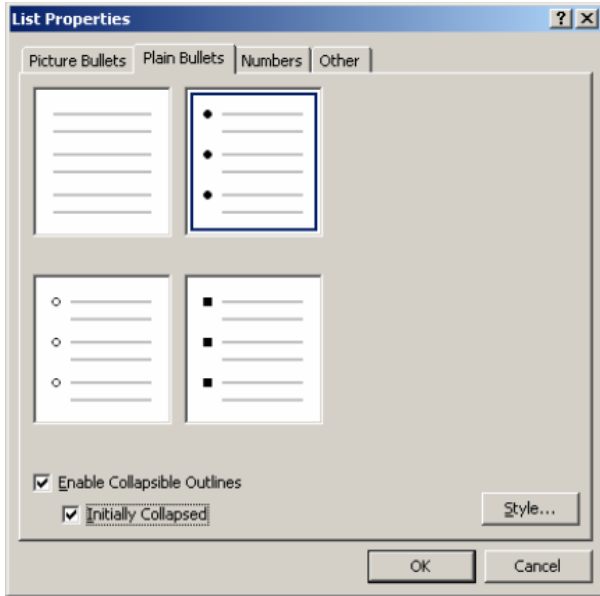 List Properties
Picture Bullets Plain Bullets Numbers Other
Enable Collapsible Outlines
Initially Collapsed
Style...
OK Cancel